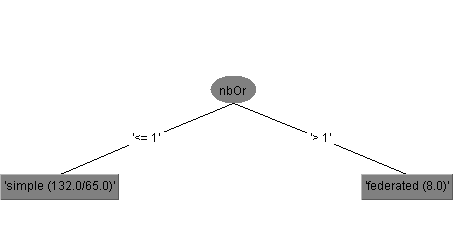 nbOr
'<= 1'
'> 1'
'simple (132.0/65.0)'
'federated (8.0)'